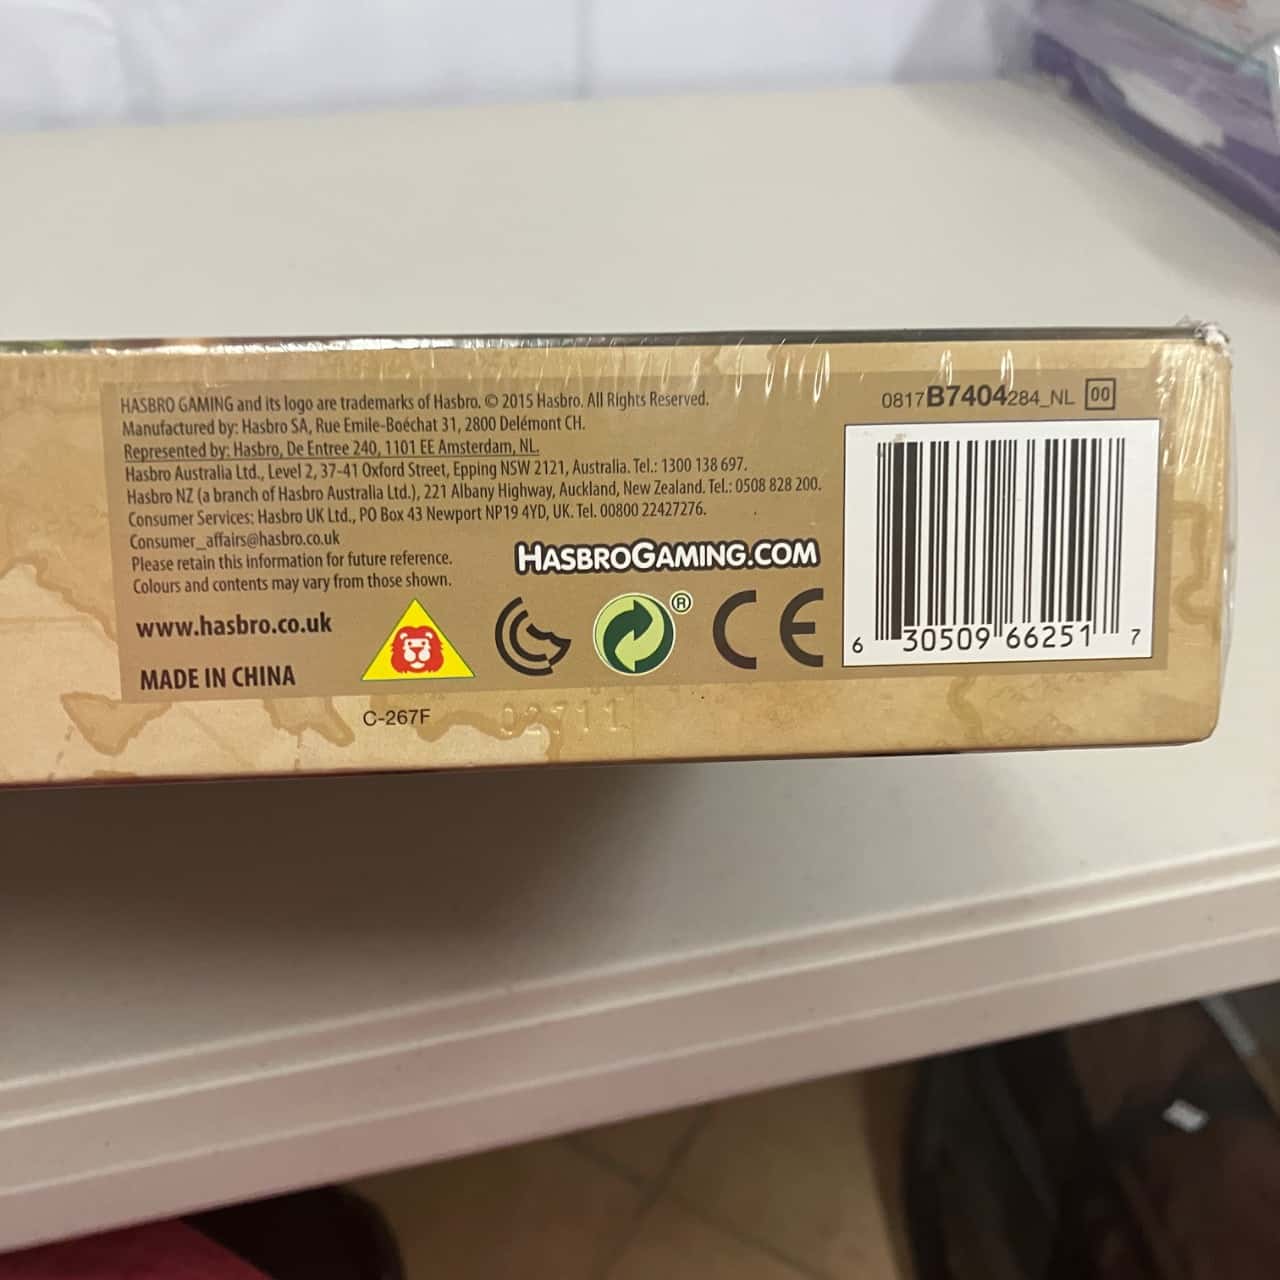 HASBRO GAMING and its logo are trademarks of Hasbro. © 2015 Hasbro. All Rights Reserved.
Manufactured by: Hasbro SA, Rue Emile-Boéchat 31, 2800 Delémont CH.
Represented by: Hasbro, De Entree 240, 1101 EE Amsterdam, NL.
Hasbro Australia Ltd., Level 2, 37-41 Oxford Street, Epping NSW 2121, Australia. Tel.: 1300 138 697.
Hasbro NZ (a branch of Hasbro Australia Ltd.), 221 Albany Highway, Auckland, New Zealand. Tel.: 0508 828 200.
Consumer Services: Hasbro UK Ltd., PO Box 43 Newport NP19 4YD, UK. Tel. 00800 22427276.
Consumer_affairs@hasbro.co.uk
Please retain this information for future reference.
Colours and contents may vary from those shown.
HASBROGAMING.COM
www.hasbro.co.uk
MADE IN CHINA
®
CE
C-267F
02711
0817B7404284_NL 00
6 30509 66251 7